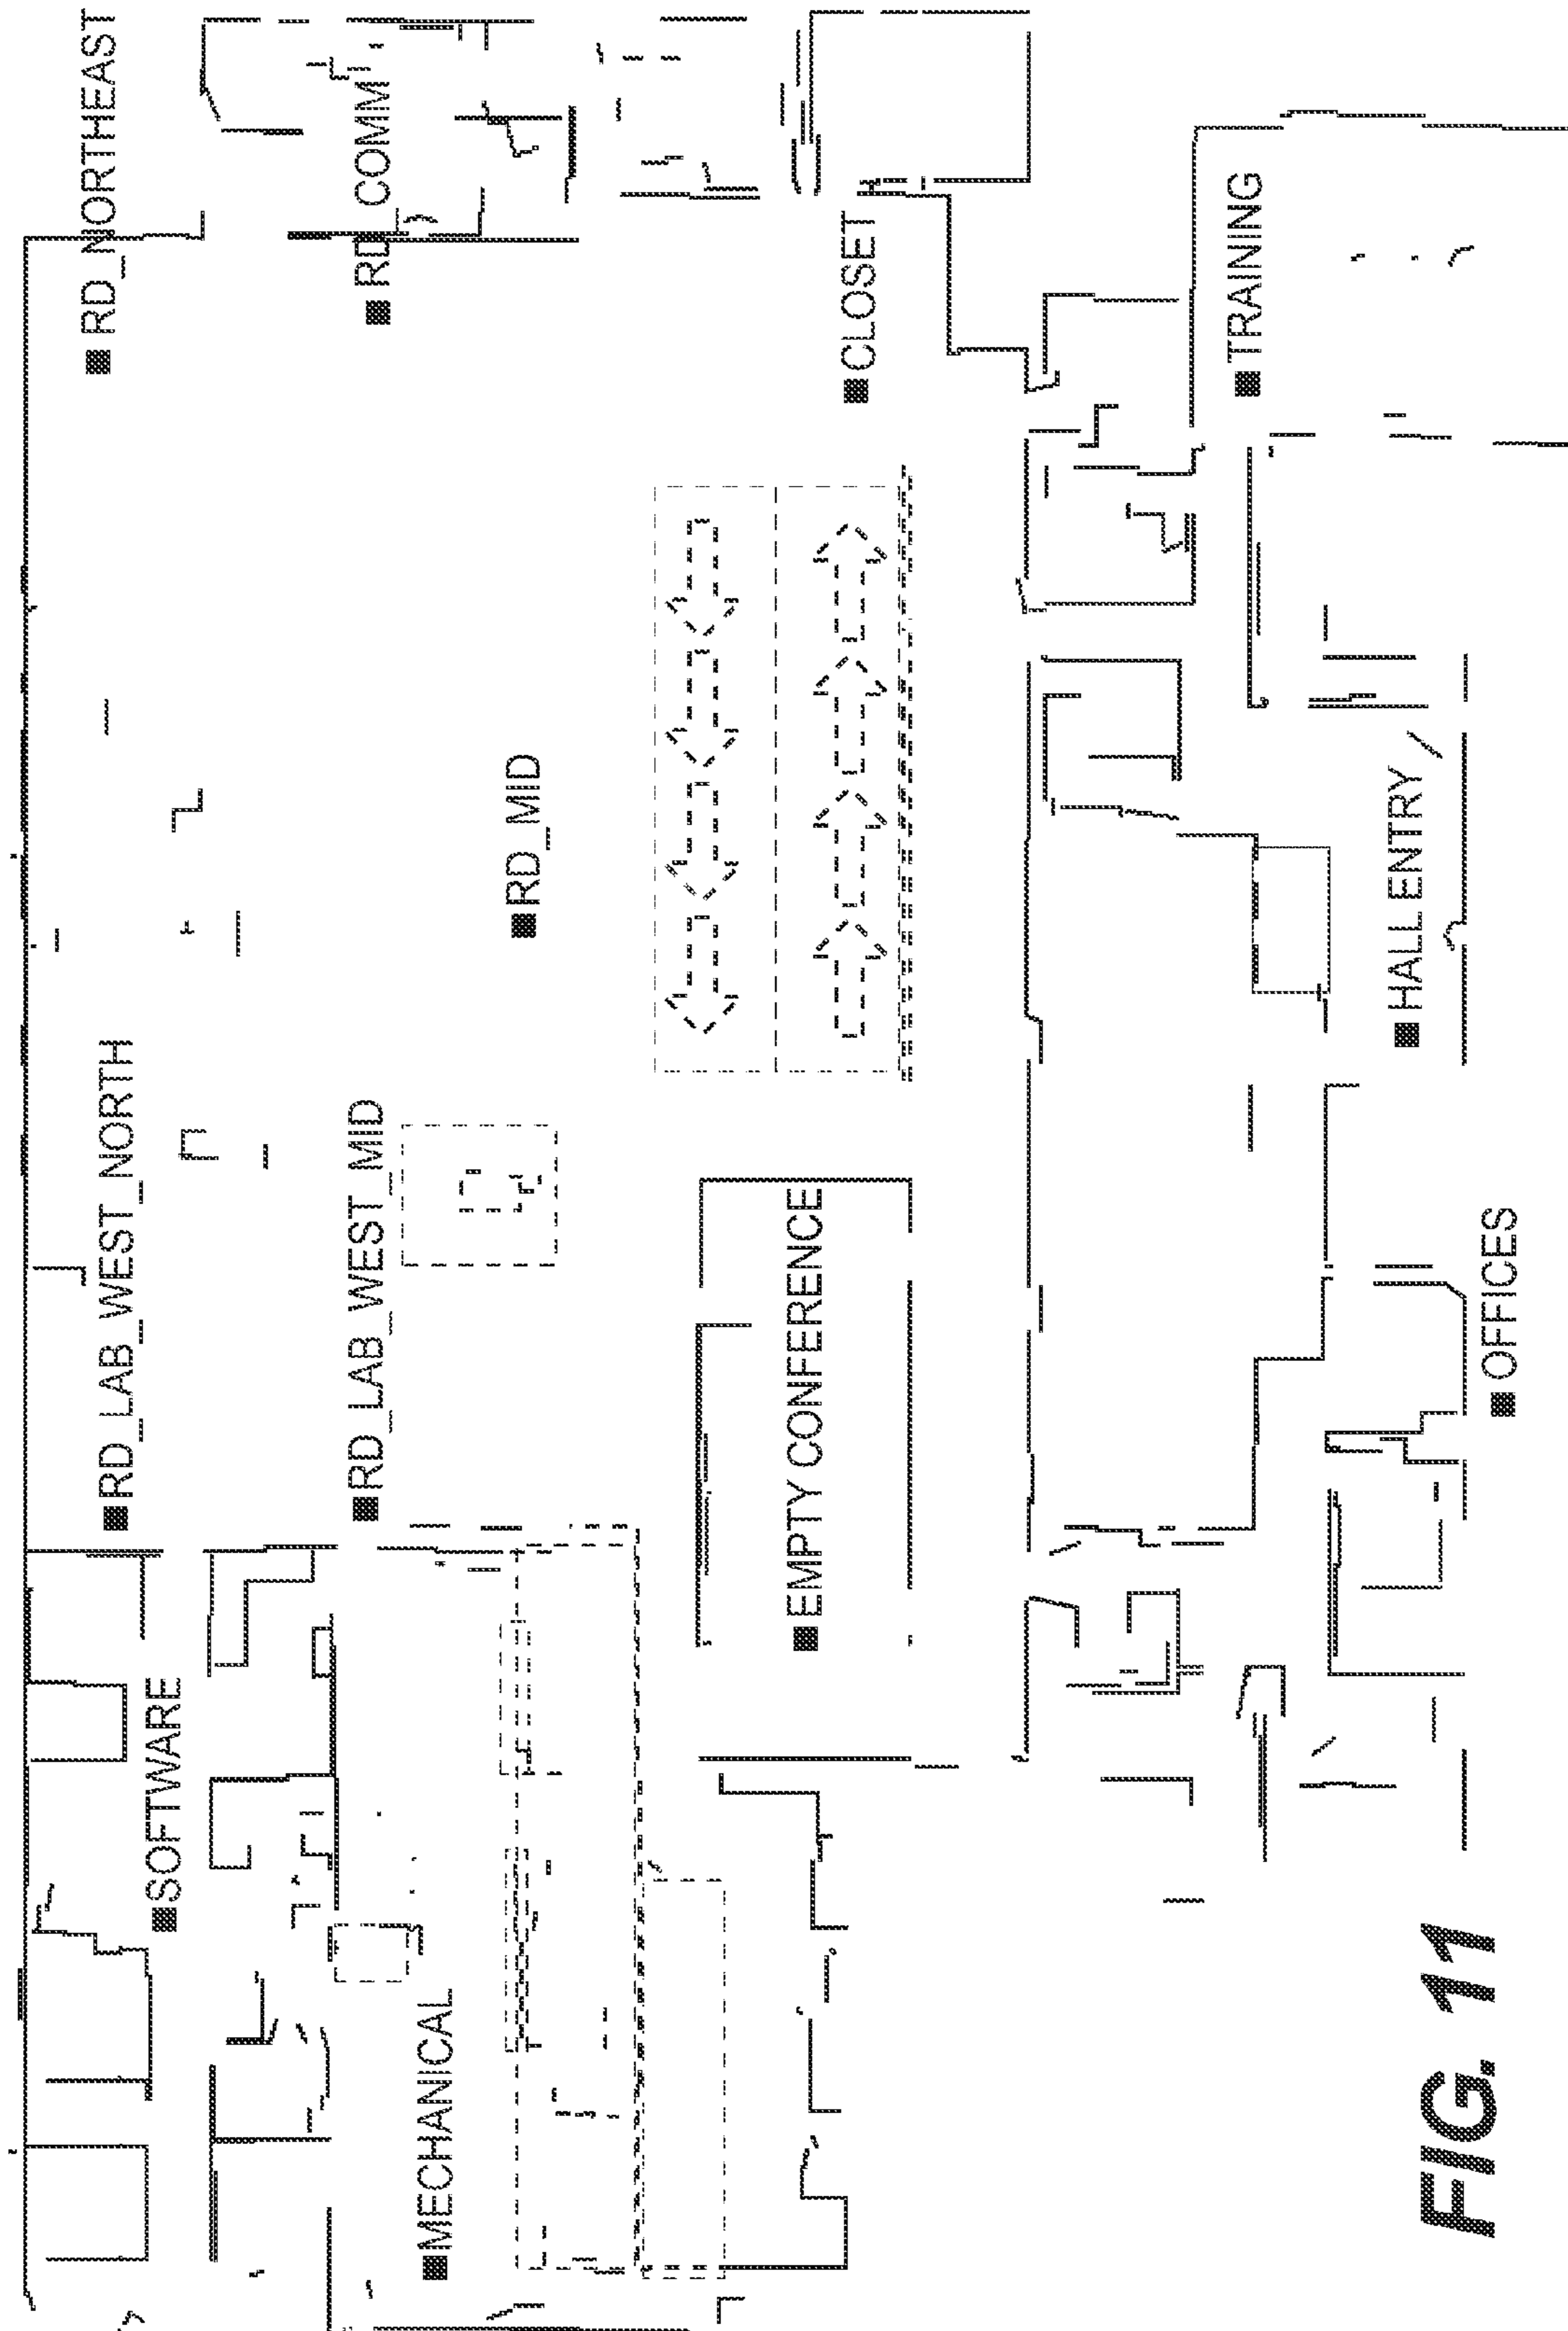 RD_NORTHEAST
RD_LAB_WEST_NORTH
SOFTWARE
RD_COMM
RD_LAB_WEST_MID
MECHANICAL
RD_MID
CLOSET
EMPTY CONFERENCE
TRAINING
HALL ENTRY
OFFICES
FIG. 11